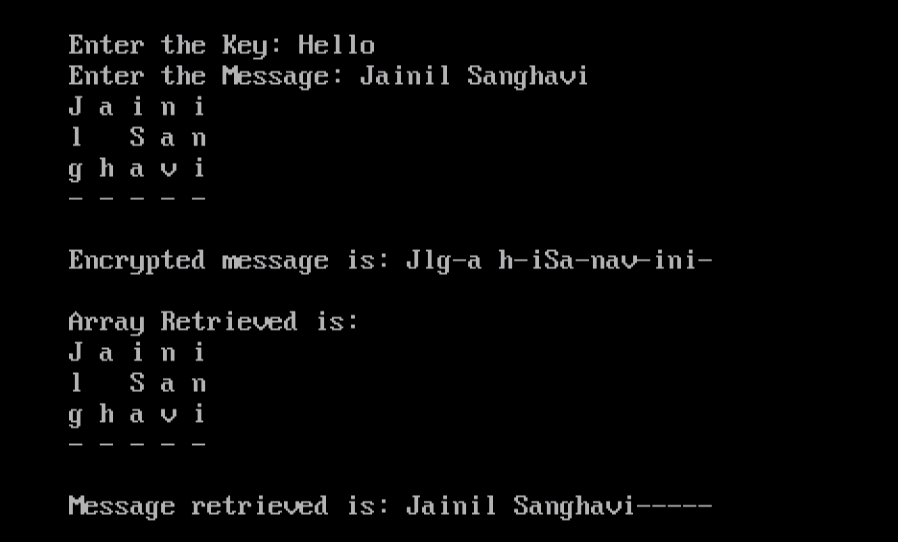 Enter the Key: Hello
Enter the Message: Jainil Sanghavi
J a i n i
l   S a n
g h a v i
- - - - -
Encrypted message is: Jlg-a h-iSa-nav-ini-
Array Retrieved is:
J a i n i
l   S a n
g h a v i
- - - - -
Message retrieved is: Jainil Sanghavi-----